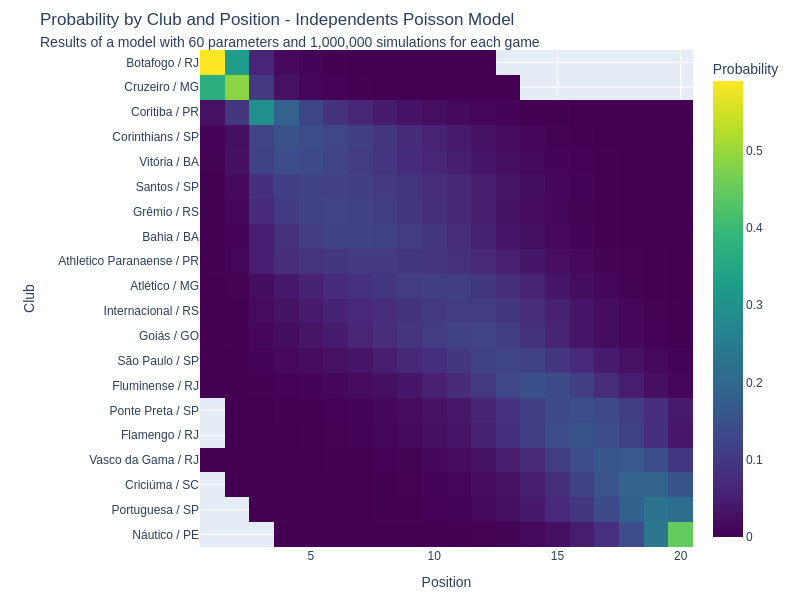 Probability by Club and Position - Independents Poisson Model
Results of a model with 60 parameters and 1,000,000 simulations for each game
Probability
Botafogo / RJ
Cruzeiro / MG
Coritiba / PR
Corinthians / SP
Vitória / BA
Santos / SP
Grêmio / RS
Bahia / BA
Athletico Paranaense / PR
Atlético / MG
Internacional / RS
Goiás / GO
São Paulo / SP
Fluminense / RJ
Ponte Preta / SP
Flamengo / RJ
Vasco da Gama / RJ
Criciúma / SC
Portuguesa / SP
Náutico / PE
Club
5
10
15
20
Position
0.5
0.4
0.3
0.2
0.1
0